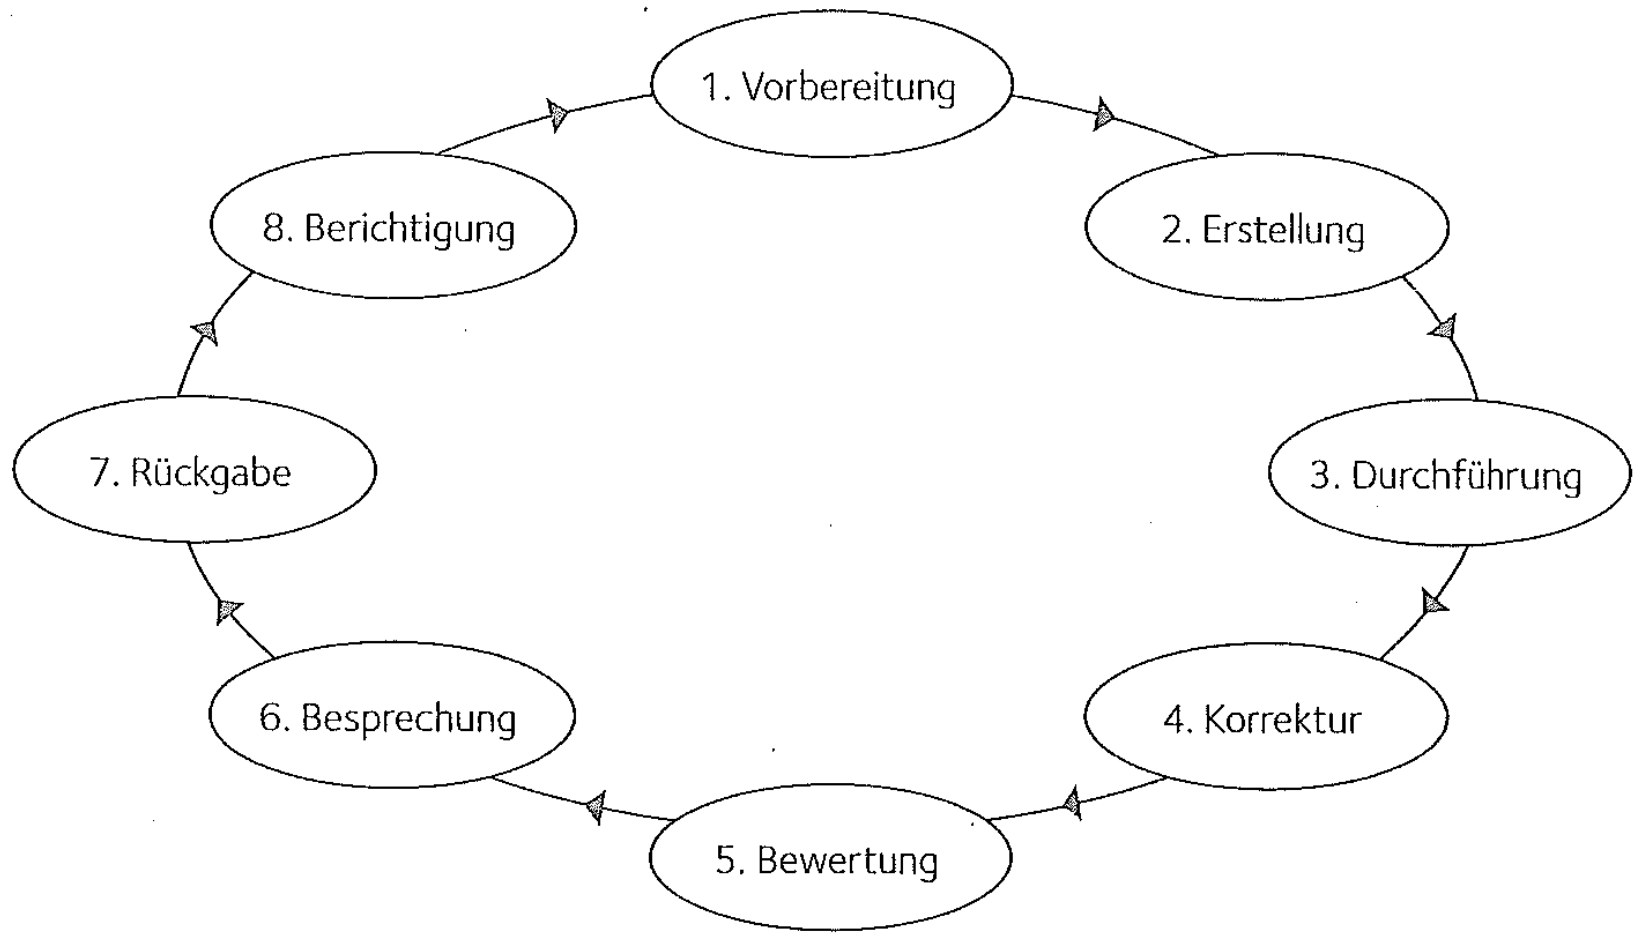 1. Vorbereitung
2. Erstellung
3. Durchführung
4. Korrektur
5. Bewertung
6. Besprechung
7. Rückgabe
8. Berichtigung